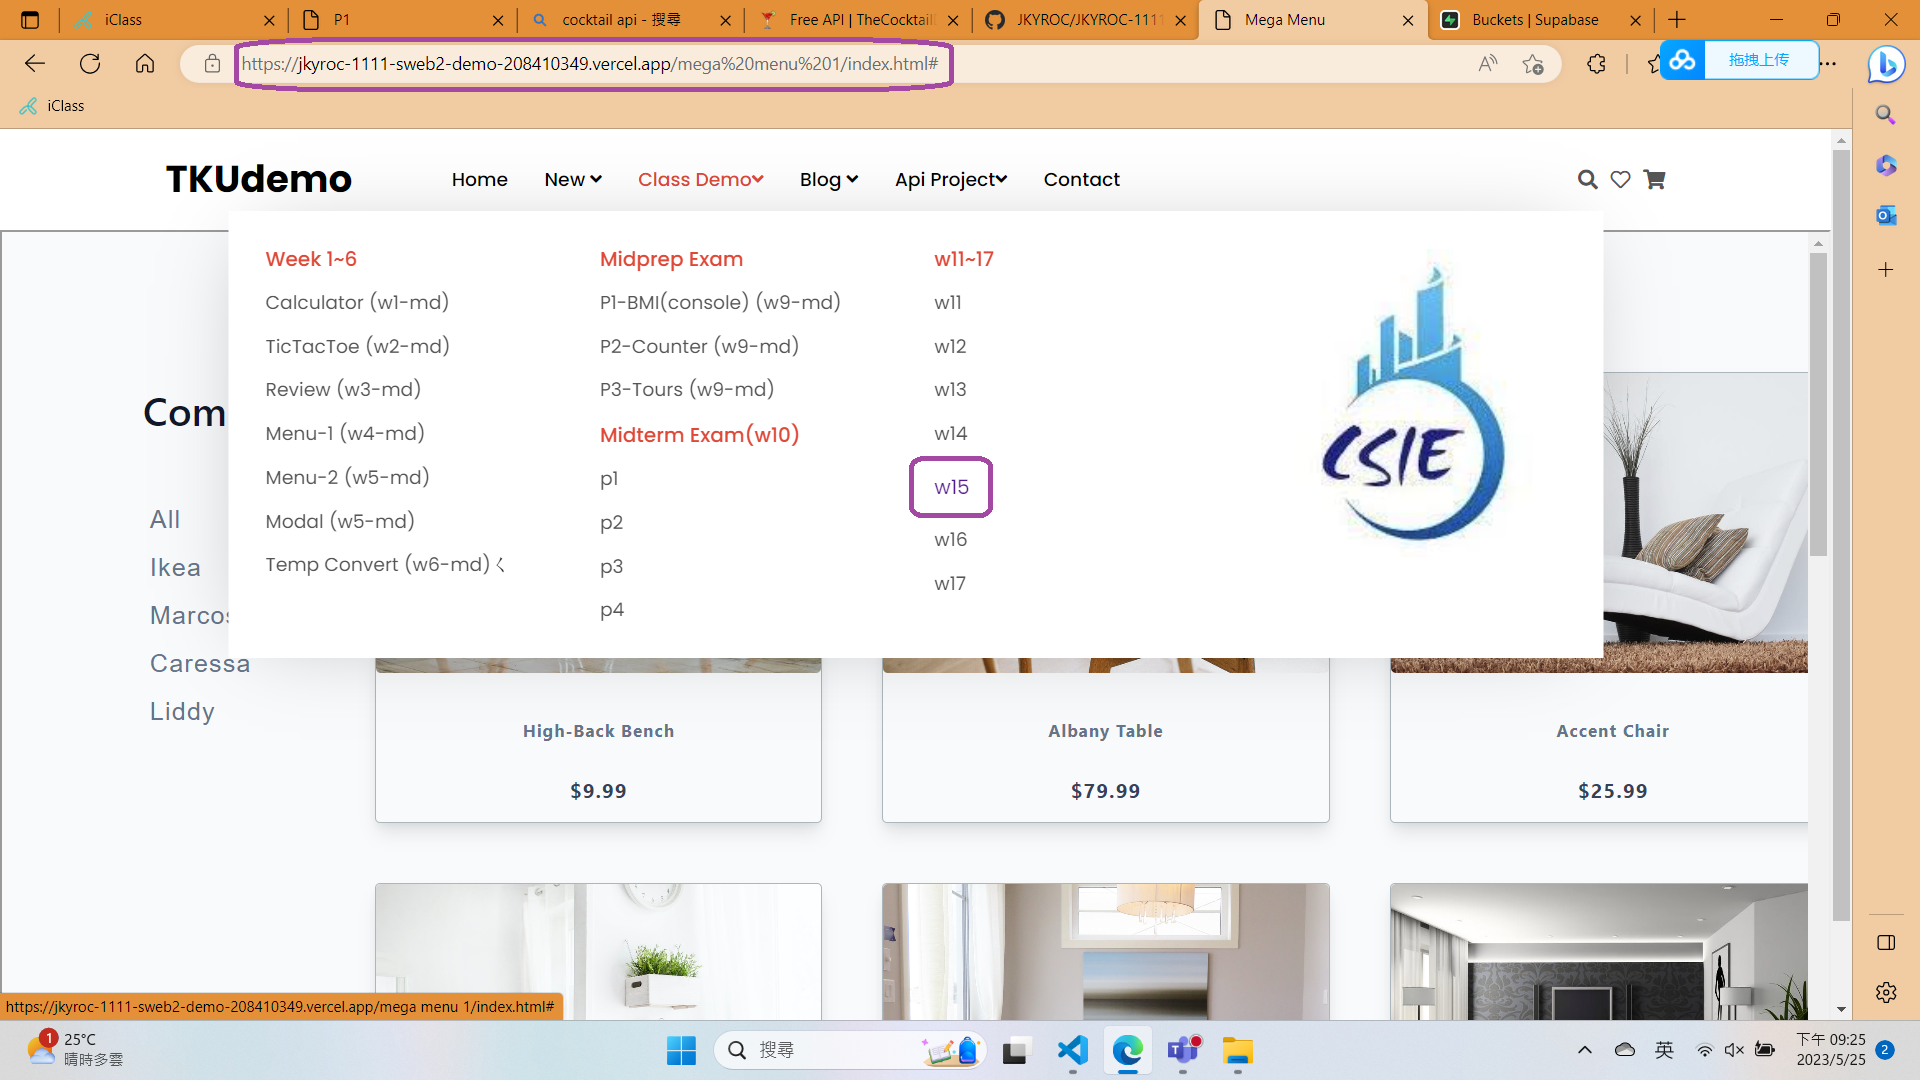 iClass
P1
cocktail api - 搜尋
Free API | TheCocktail
JKYROC/JKYROC-1111
Mega Menu
Buckets | Supabase
https://jkyroc-1111-sweb2-demo-208410349.vercel.app/mega%20menu%201/index.html#
拖拽上传
iClass
TKUdemo
Home
New
Class Demo
Blog
Api Project
Contact
Week 1~6
Calculator (w1-md)
TicTacToe (w2-md)
Review (w3-md)
Menu-1 (w4-md)
Menu-2 (w5-md)
Modal (w5-md)
Temp Convert (w6-md)ㄑ
Midprep Exam
P1-BMI(console) (w9-md)
P2-Counter (w9-md)
P3-Tours (w9-md)
Midterm Exam(w10)
p1
p2
p3
p4
w11~17
w11
w12
w13
w14
w15
w16
w17
CSIE
Com
All
Ikea
Marcos
Caressa
Liddy
High-Back Bench
$9.99
Albany Table
$79.99
Accent Chair
$25.99
https://jkyroc-1111-sweb2-demo-208410349.vercel.app/mega menu 1/index.html#
1
25°C
晴時多雲
搜尋
英
下午 09:25
2023/5/25
2